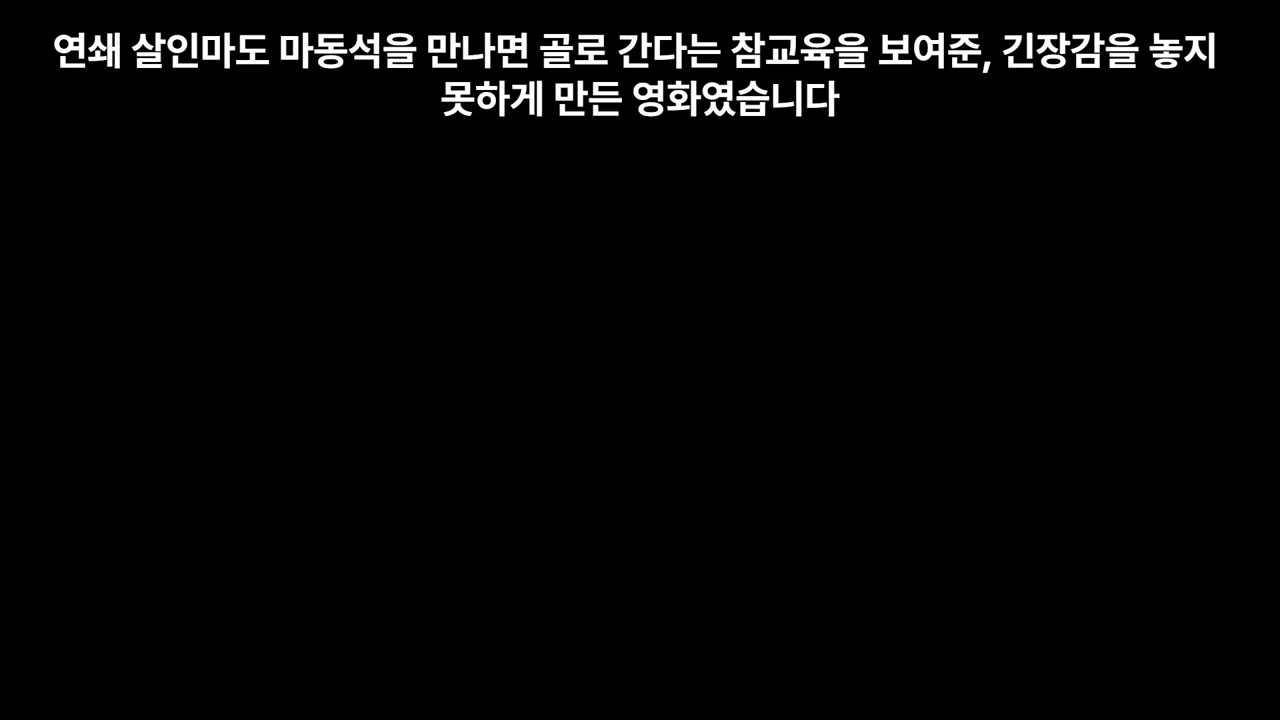 연쇄 살인마도 마동석을 만나면 골로 간다는 참교육을 보여준, 긴장감을 놓지
못하게 만든 영화였습니다